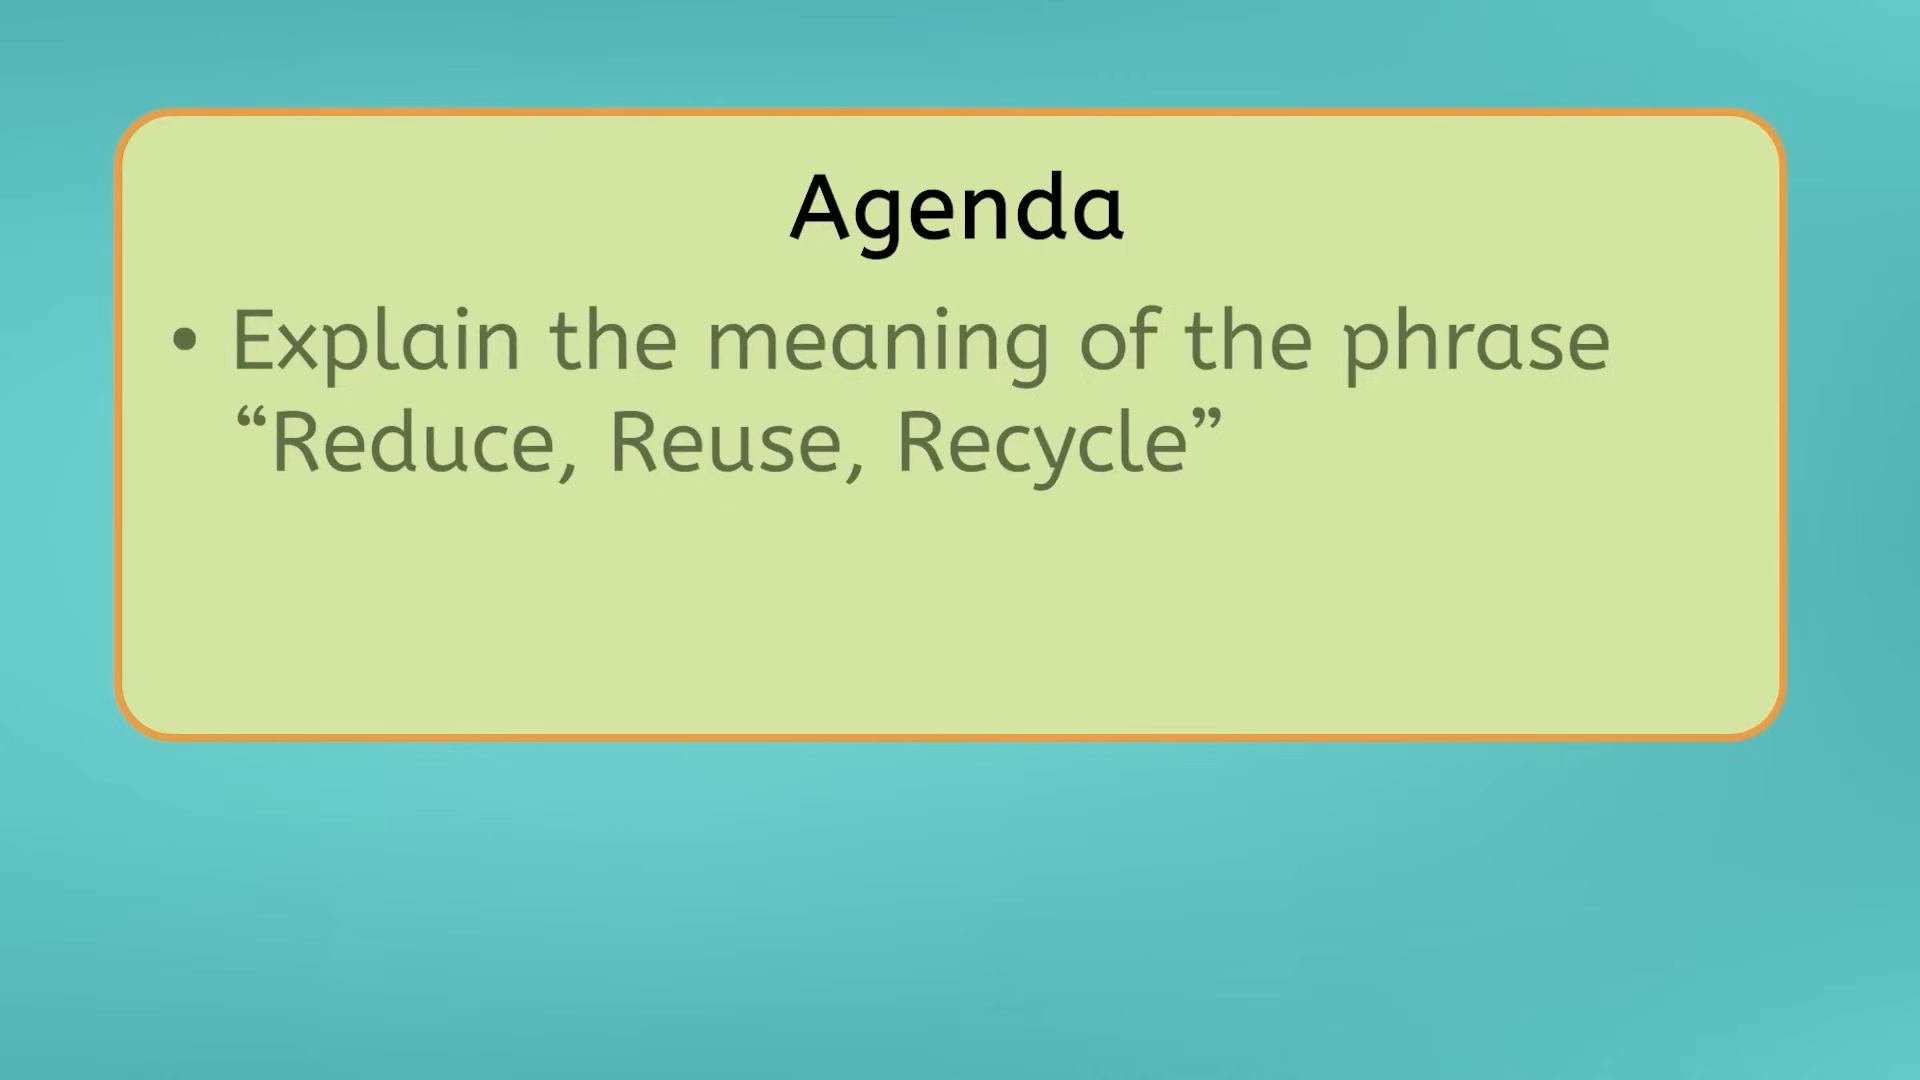 Agenda
• Explain the meaning of the phrase
“Reduce, Reuse, Recycle”